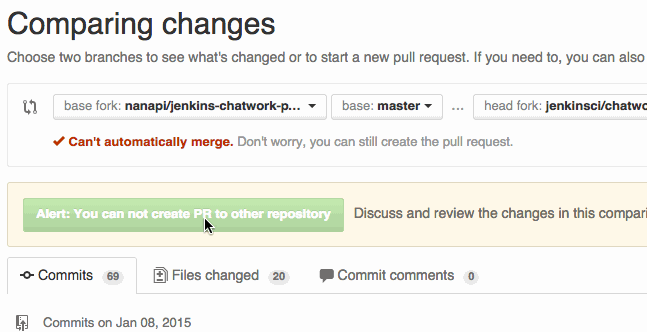 Comparing changes
Choose two branches to see what's changed or to start a new pull request. If you need to, you can also
base fork: nanapi/jenkins-chatwork-p... base: master ... head fork: jenkinsci/chatwo
Can't automatically merge. Don't worry, you can still create the pull request.
Alert: You can not create PR to other repository Discuss and review the changes in this compari
Commits 69 Files changed 20 Commit comments 0
Commits on Jan 08, 2015